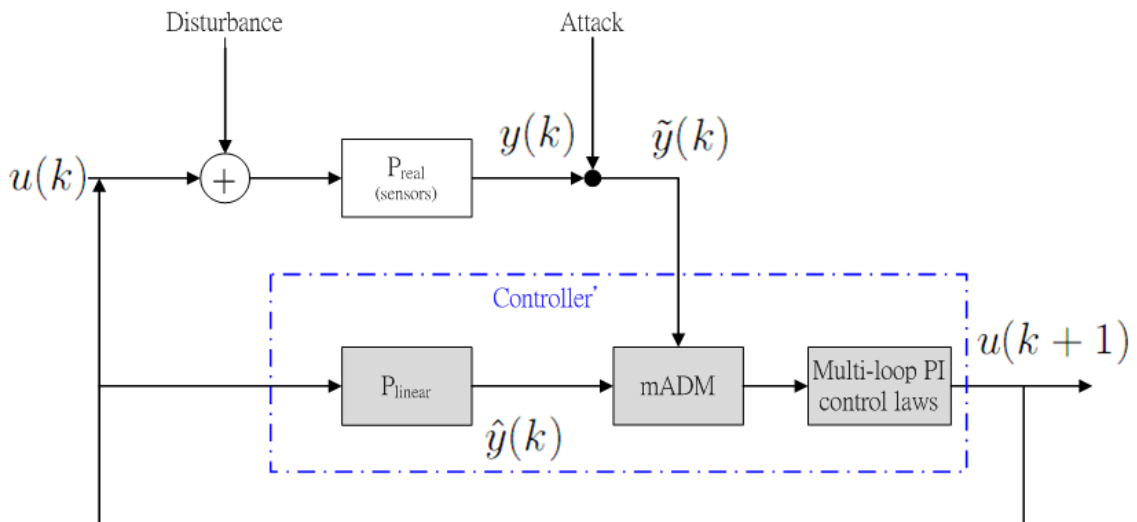 Disturbance
Attack
u(k)
+
P_real
(sensors)
y(k)
ỹ(k)
Controller'
P_linear
ŷ(k)
mADM
Multi-loop PI
control laws
u(k + 1)